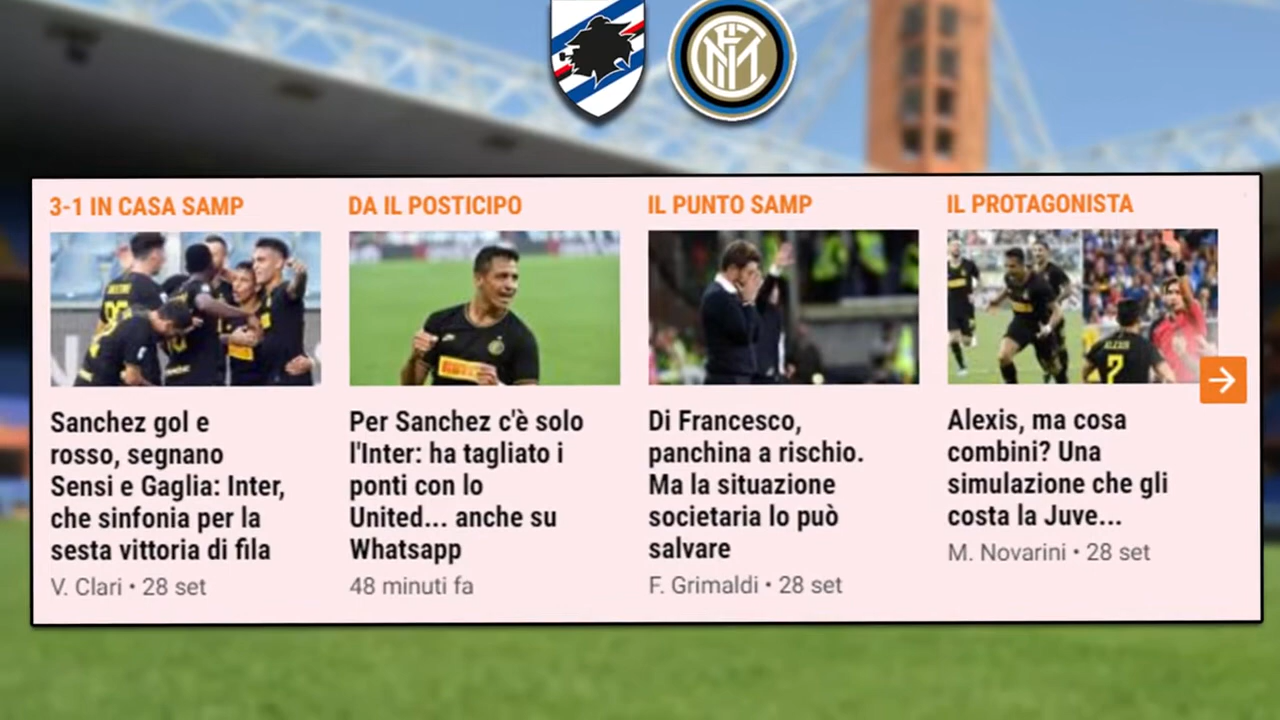 3-1 IN CASA SAMP
Sanchez gol e
rosso, segnano
Sensi e Gaglia: Inter,
che sinfonia per la
sesta vittoria di fila
V. Clari • 28 set
DA IL POSTICIPO
PIRELLI
Per Sanchez c'è solo
l'Inter: ha tagliato i
ponti con lo
United... anche su
Whatsapp
48 minuti fa
IL PUNTO SAMP
Di Francesco,
panchina a rischio.
Ma la situazione
societaria lo può
salvare
F. Grimaldi • 28 set
IL PROTAGONISTA
ALEXIS
7
Alexis, ma cosa
combini? Una
simulazione che gli
costa la Juve...
M. Novarini • 28 set